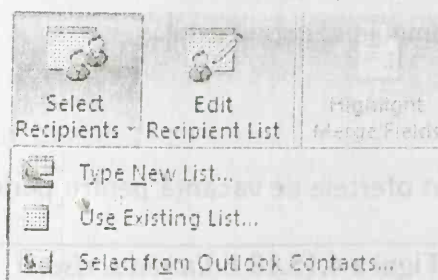 Select
Recipients
Edit
Recipient List
Highlight
Merge Fields
Type New List...
Use Existing List...
Select from Outlook Contacts...